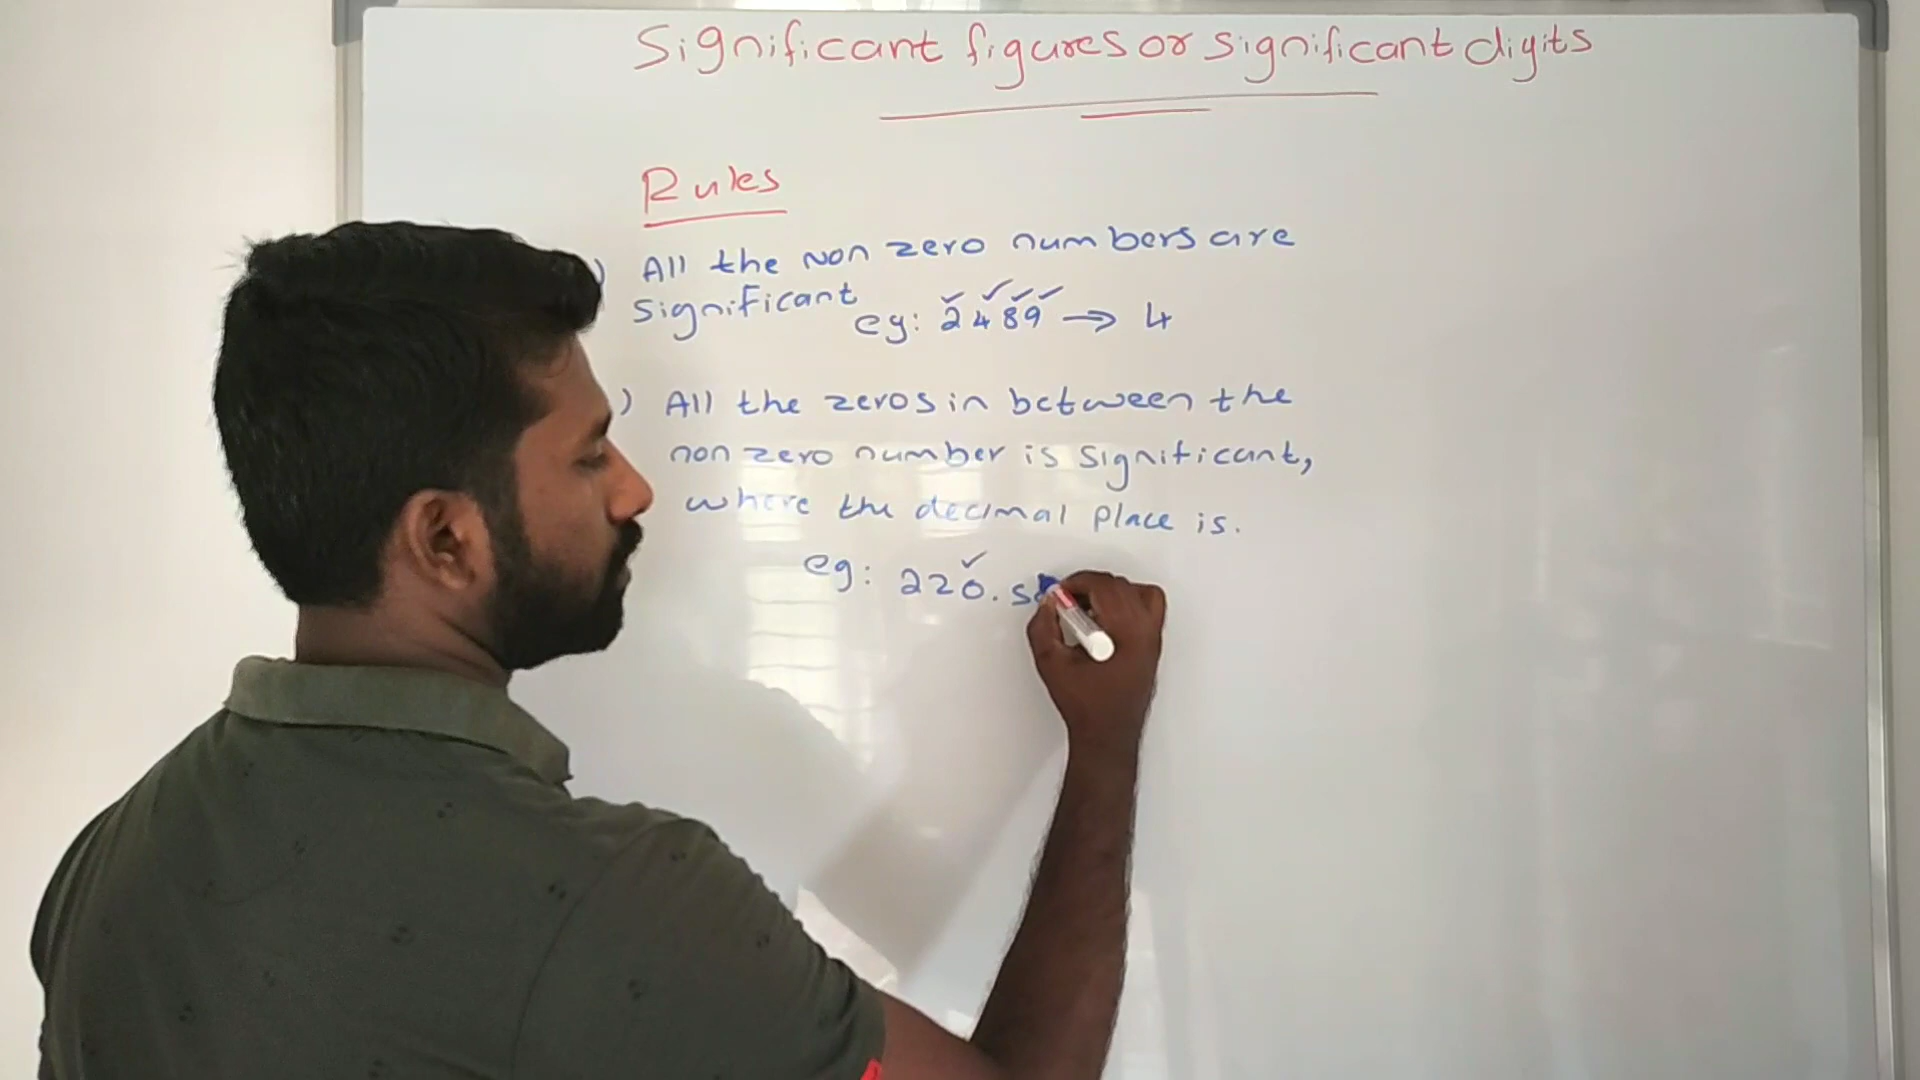 Significant figures or significant digits
Rules
) All the non zero numbers are
significant
eg: 2489 → 4
) All the zeros in between the
non zero number is significant,
where the decimal place is.
eg: 220.5